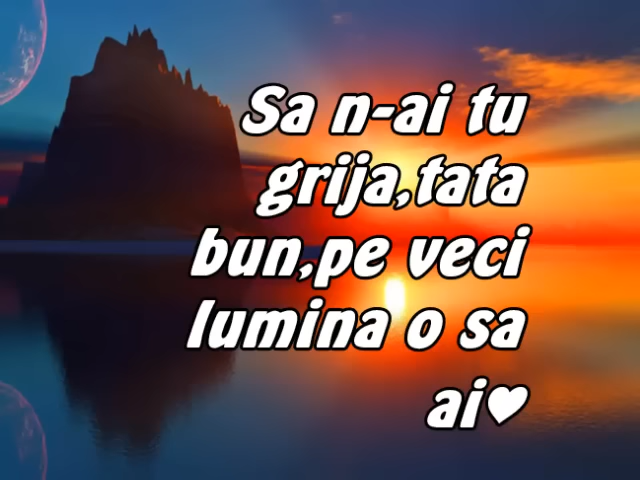 Sa n-ai tu
grija,tata
bun,pe veci
lumina o sa
ai♥